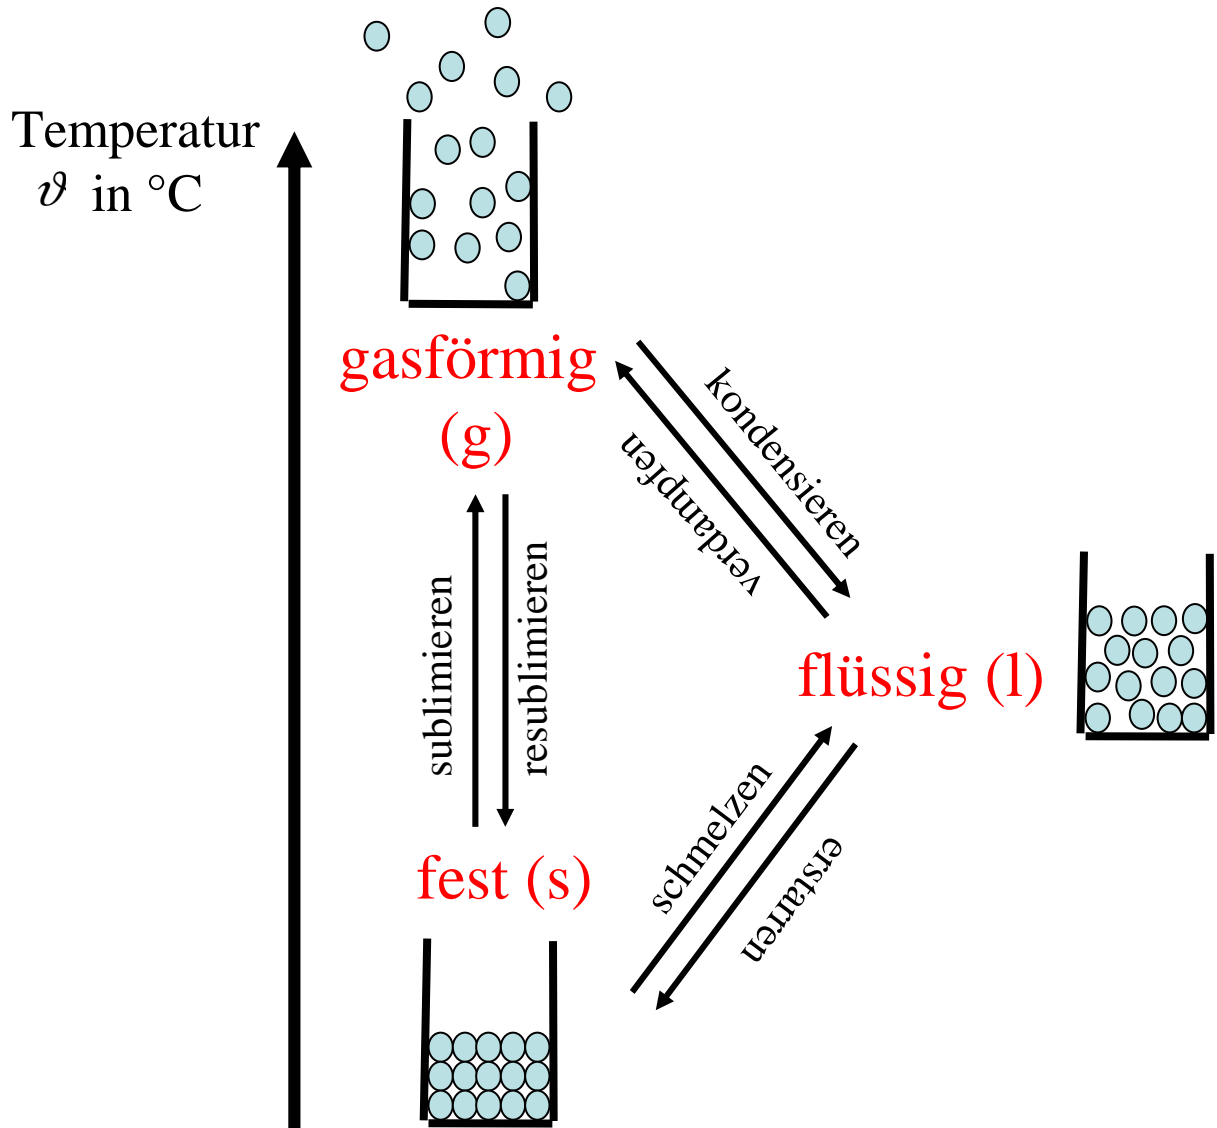 Temperatur
ϑ in °C
gasförmig
(g)
kondensieren
verdampfen
sublimieren
resublimieren
flüssig (l)
schmelzen
erstarren
fest (s)